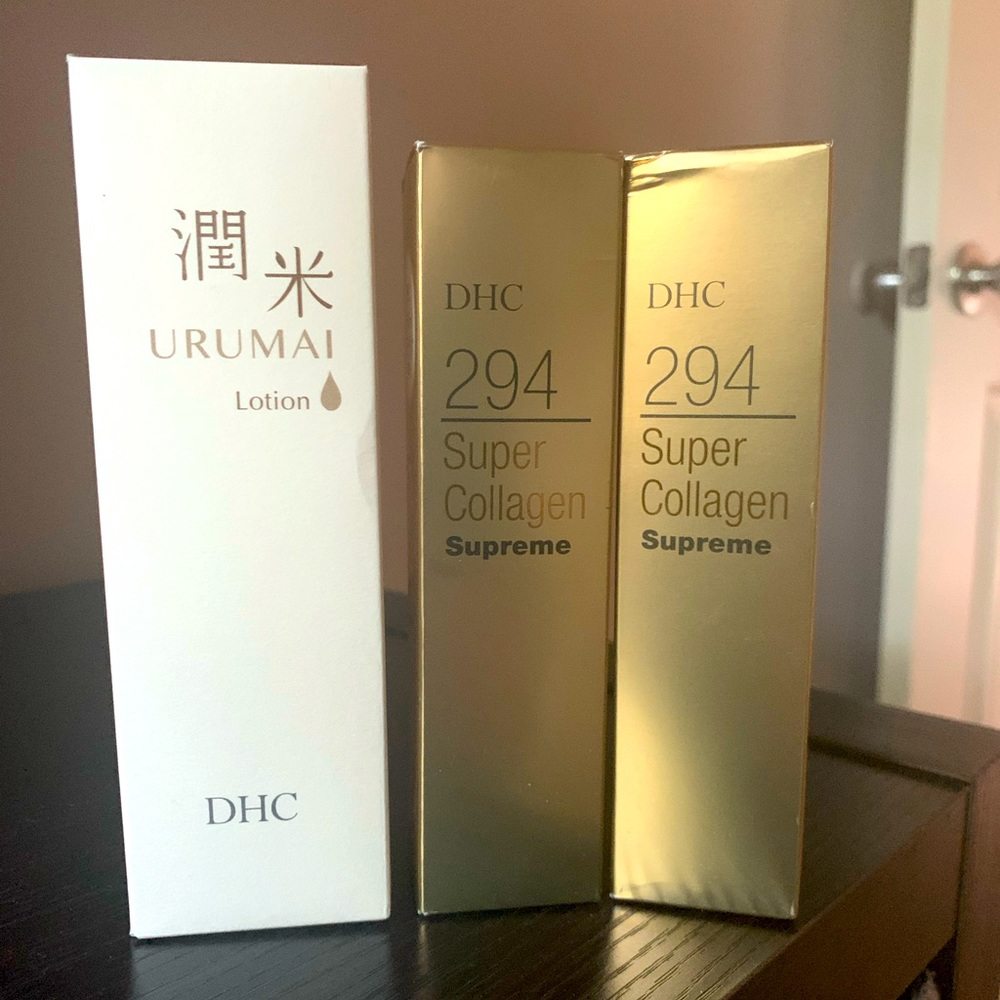 潤米
URUMAI
Lotion
DHC
DHC
294
Super
Collagen
Supreme
DHC
294
Super
Collagen
Supreme